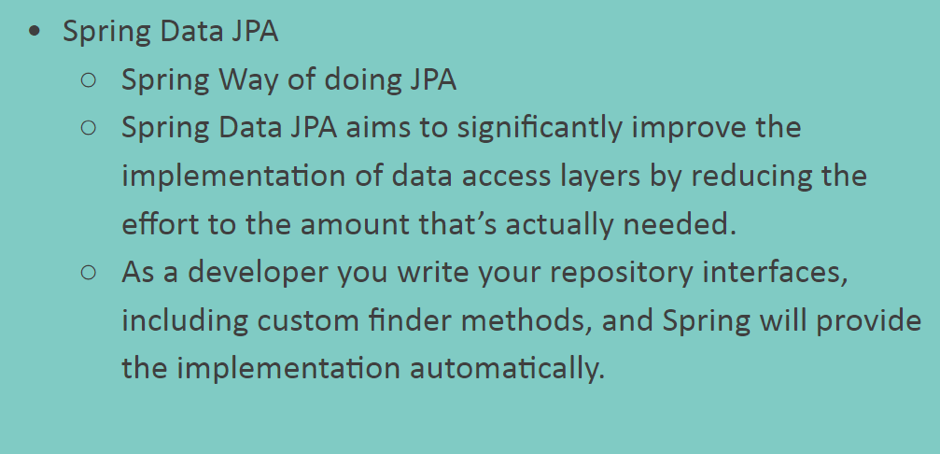 • Spring Data JPA
○ Spring Way of doing JPA
○ Spring Data JPA aims to significantly improve the
implementation of data access layers by reducing the
effort to the amount that’s actually needed.
○ As a developer you write your repository interfaces,
including custom finder methods, and Spring will provide
the implementation automatically.